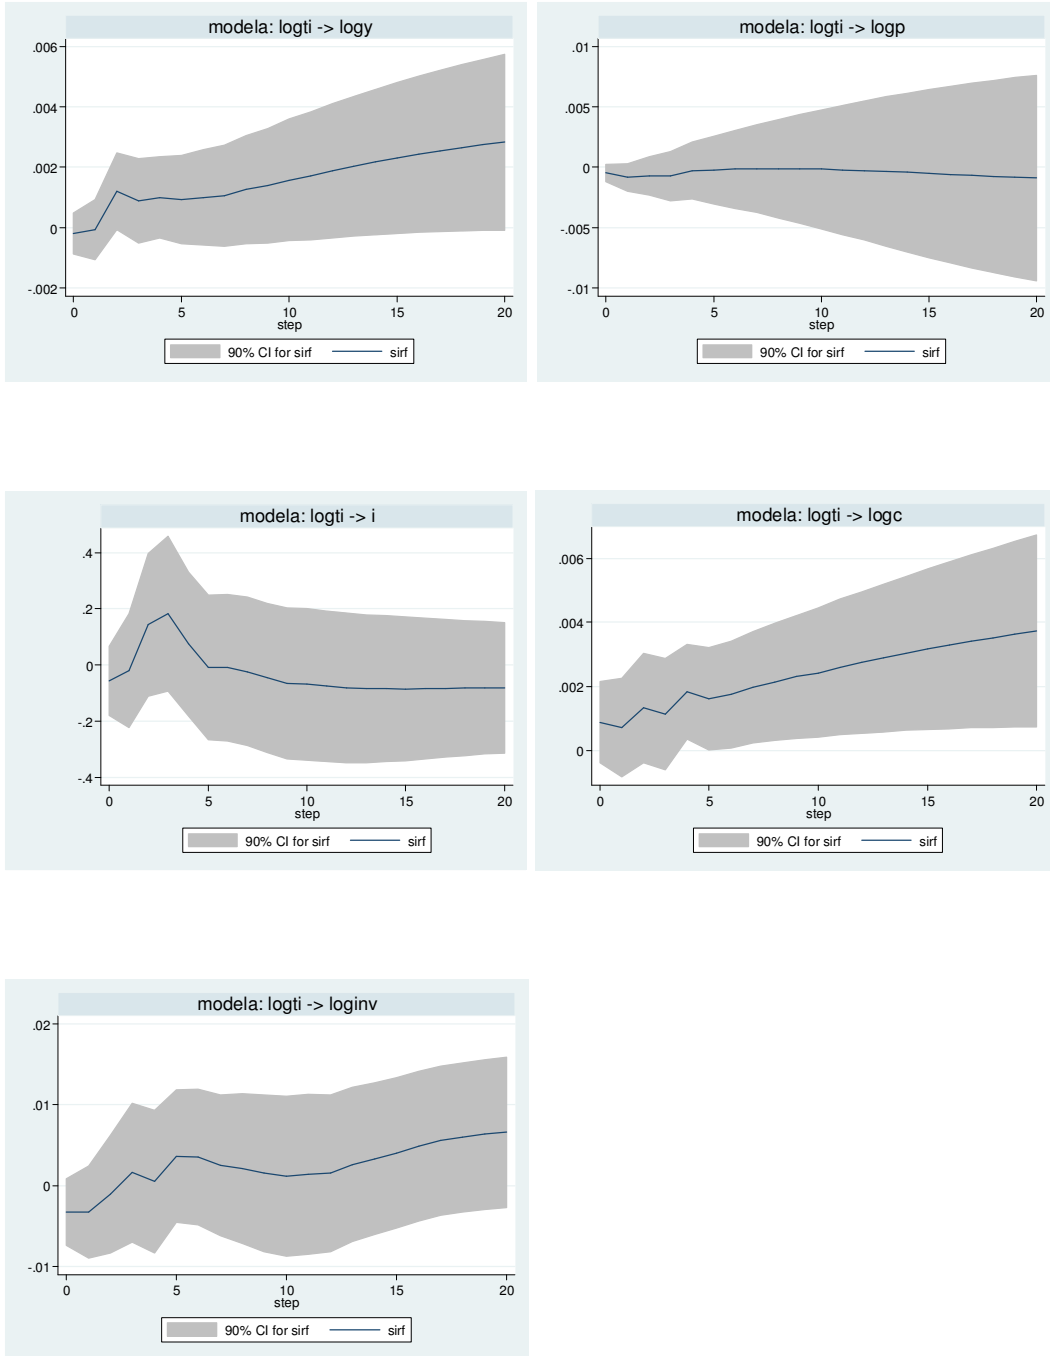 modela: logti -> logy
.006
.004
.002
0
-.002
0 5 10 15 20
step
90% CI for sirf sirf
modela: logti -> logp
.01
.005
0
-.005
-.01
0 5 10 15 20
step
90% CI for sirf sirf
modela: logti -> i
.4
.2
0
-.2
-.4
0 5 10 15 20
step
90% CI for sirf sirf
modela: logti -> logc
.006
.004
.002
0
0 5 10 15 20
step
90% CI for sirf sirf
modela: logti -> loginv
.02
.01
0
-.01
0 5 10 15 20
step
90% CI for sirf sirf